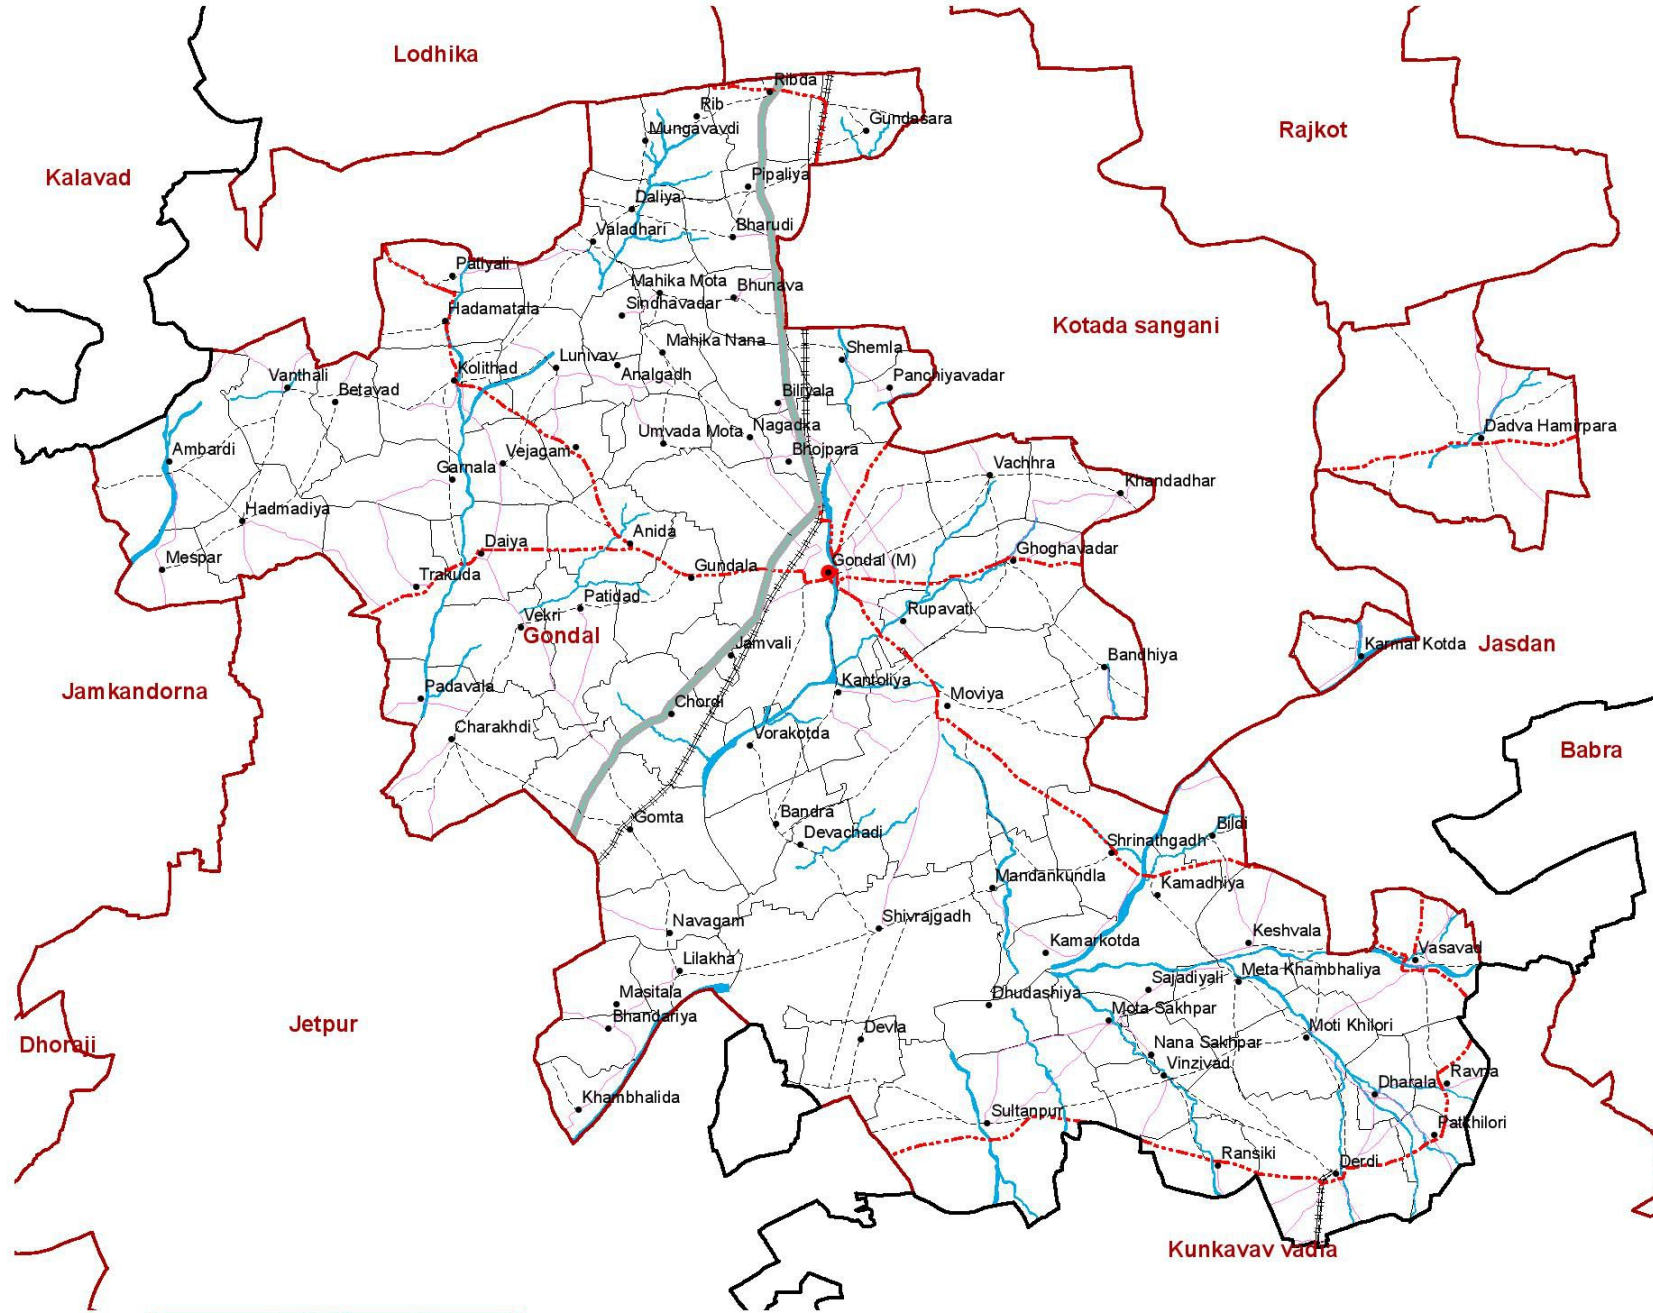 Lodhika
Ribda
Rib
Gundasara
Rajkot
Mungavavdi
Kalavad
Pipaliya
Daliya
Valadhari
Bharudi
Patiyali
Mahika Mota
Bhunava
Sindhavadar
Hadamatala
Kotada sangani
Mahika Nana
Shemla
Lunivav
Kolithad
Analgadh
Vanthali
Panchiyavadar
Betavad
Biliyala
Nagadka
Dadva Hamirpara
Umvada Mota
Ambardi
Vejagam
Bhojpara
Garnala
Vachhra
Khandadhar
Hadmadiya
Anida
Daiya
Ghoghavadar
Mespar
Gondal (M)
Gundala
Trakuda
Patidad
Rupavati
Vekri
Gondal
Jamvali
Karmal Kotda
Jasdan
Bandhiya
Kantoliya
Jamkandorna
Padavala
Moviya
Chordi
Charakhdi
Vorakotda
Babra
Bandra
Gomta
Devachadi
Bildi
Shrinathgadh
Mandankundla
Kamadhiya
Navagam
Shivrajgadh
Keshvala
Kamarkotda
Vasavad
Lilakha
Meta Khambhaliya
Sajadiyali
Masitala
Dhudashiya
Mota Sakhpar
Bhandariya
Jetpur
Devla
Moti Khilori
Dhoraji
Nana Sakhpar
Vinzivad
Ravna
Dharala
Khambhalida
Sultanpur
Patkhilori
Ransiki
Derdi
Kunkavav vadia